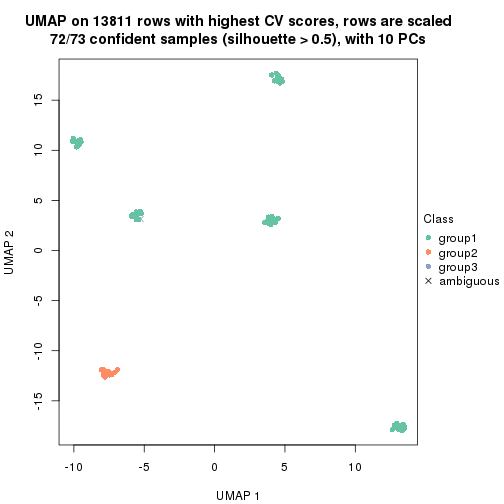 UMAP on 13811 rows with highest CV scores, rows are scaled
72/73 confident samples (silhouette > 0.5), with 10 PCs
15
10
5
0
-5
-10
-15
UMAP 2
-10
-5
0
5
10
UMAP 1
Class
group1
group2
group3
ambiguous